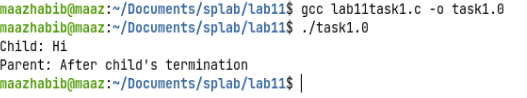 maazhabib@maaz:~/Documents/splab/lab11$ gcc lab11task1.c -o task1.0
maazhabib@maaz:~/Documents/splab/lab11$ ./task1.0
Child: Hi
Parent: After child's termination
maazhabib@maaz:~/Documents/splab/lab11$